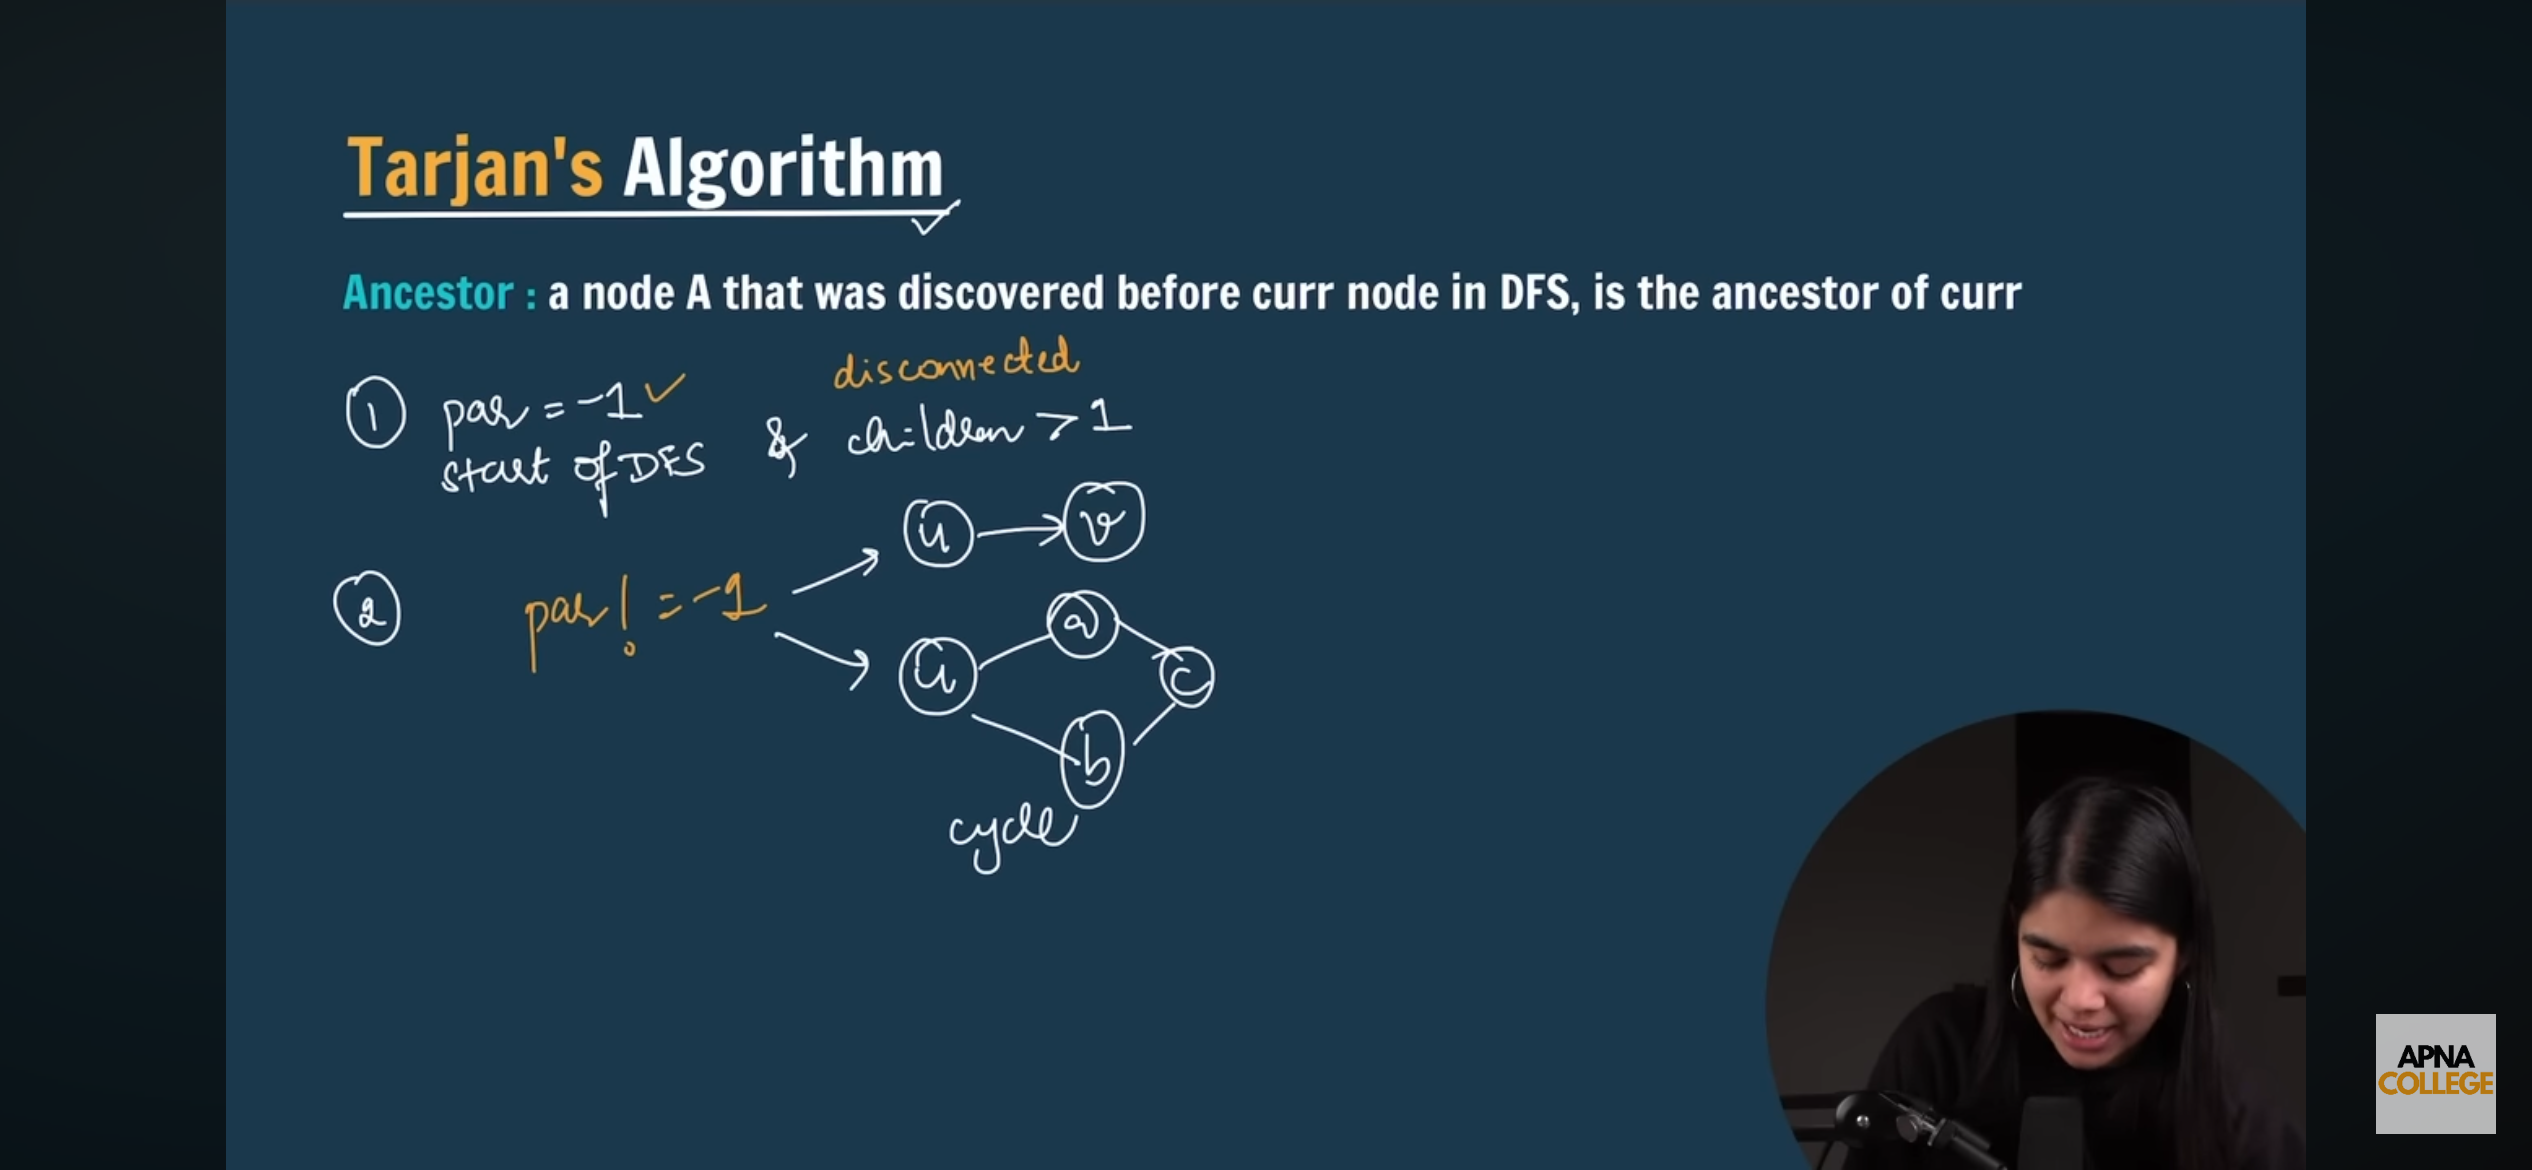 Tarjan's Algorithm
Ancestor : a node A that was discovered before curr node in DFS, is the ancestor of curr
disconnected
1 par = -1 & children > 1
start of DFS
u v
2 par! = -1
a
u c
b
cycle
APNA
COLLEGE